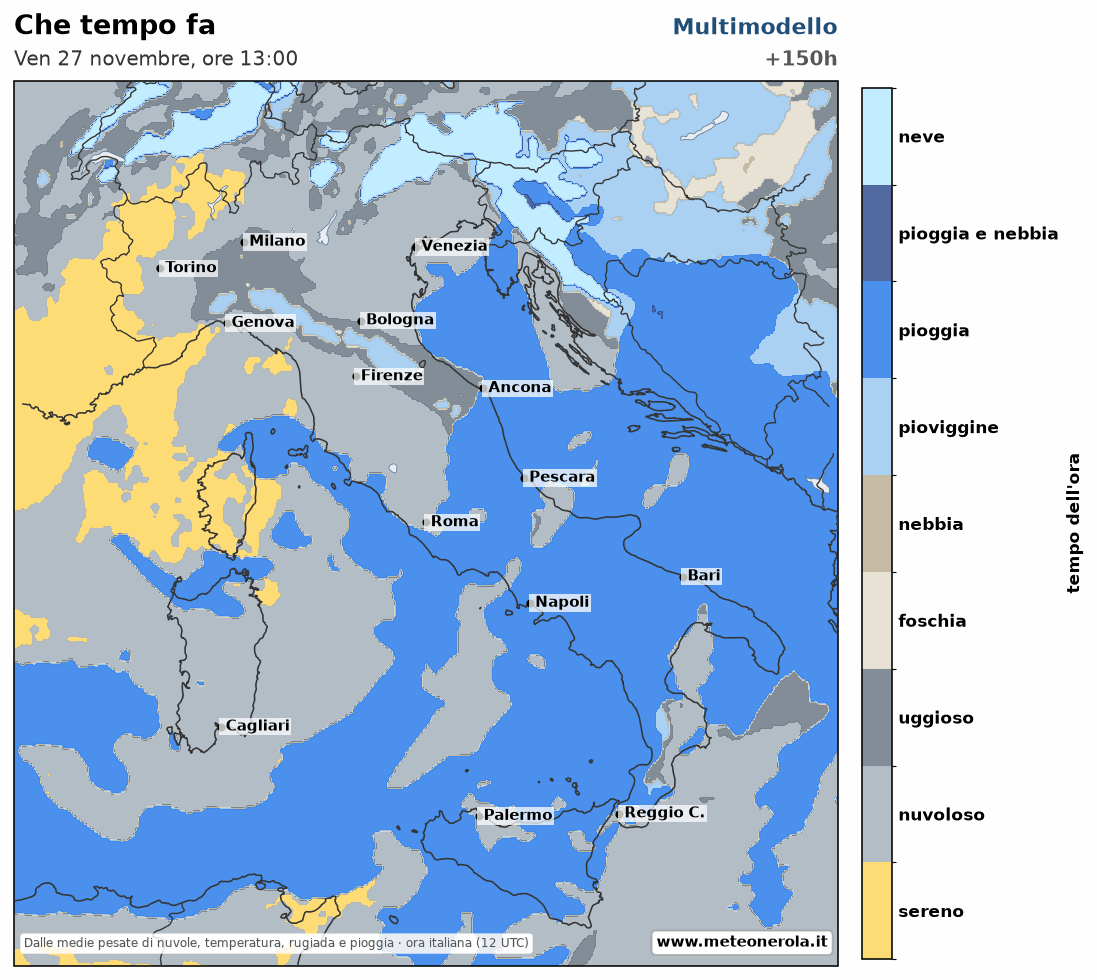 Che tempo fa
Multimodello
Ven 27 novembre, ore 13:00
+150h
neve
pioggia e nebbia
pioggia
pioviggine
nebbia
foschia
uggioso
nuvoloso
sereno
tempo dell'ora
Milano
Venezia
Torino
Genova
Bologna
Firenze
Ancona
Pescara
Roma
Bari
Napoli
Cagliari
Palermo
Reggio C.
Dalle medie pesate di nuvole, temperatura, rugiada e pioggia · ora italiana (12 UTC)
www.meteonerola.it